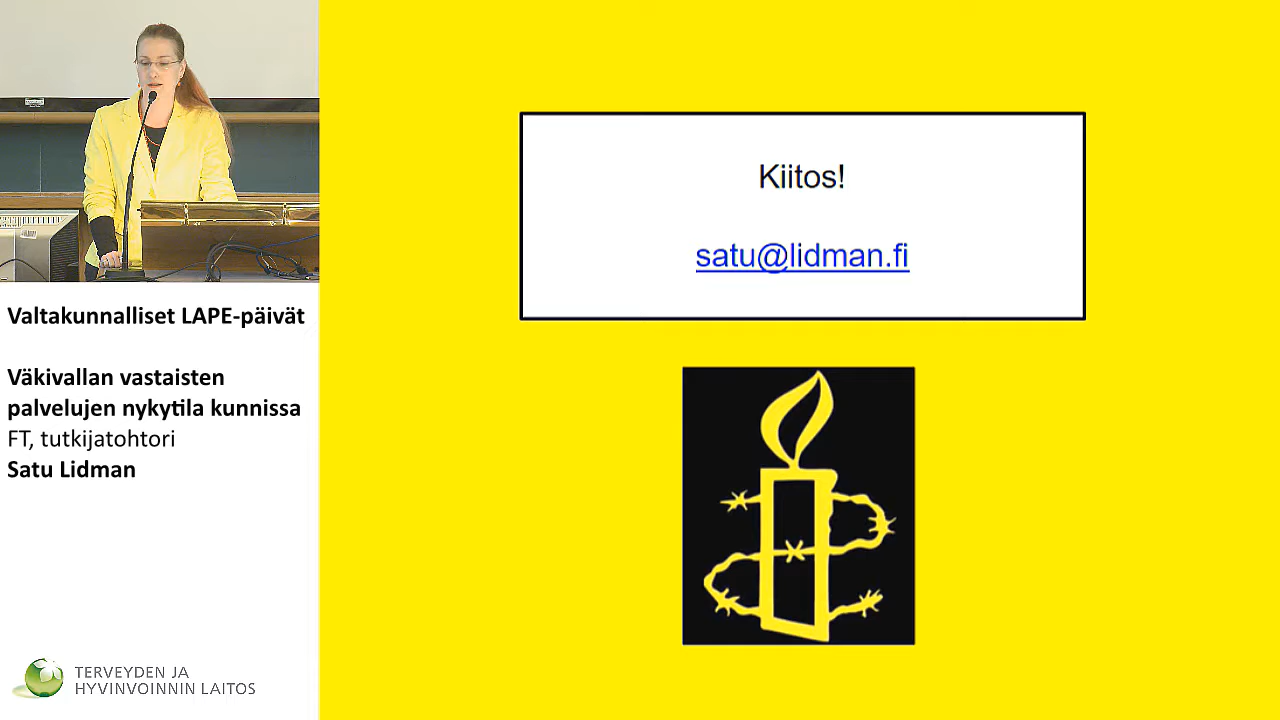 Kiitos!
satu@lidman.fi
Valtakunnalliset LAPE-päivät
Väkivallan vastaisten
palvelujen nykytila kunnissa
FT, tutkijatohtori
Satu Lidman
TERVEYDEN JA
HYVINVOINNIN LAITOS